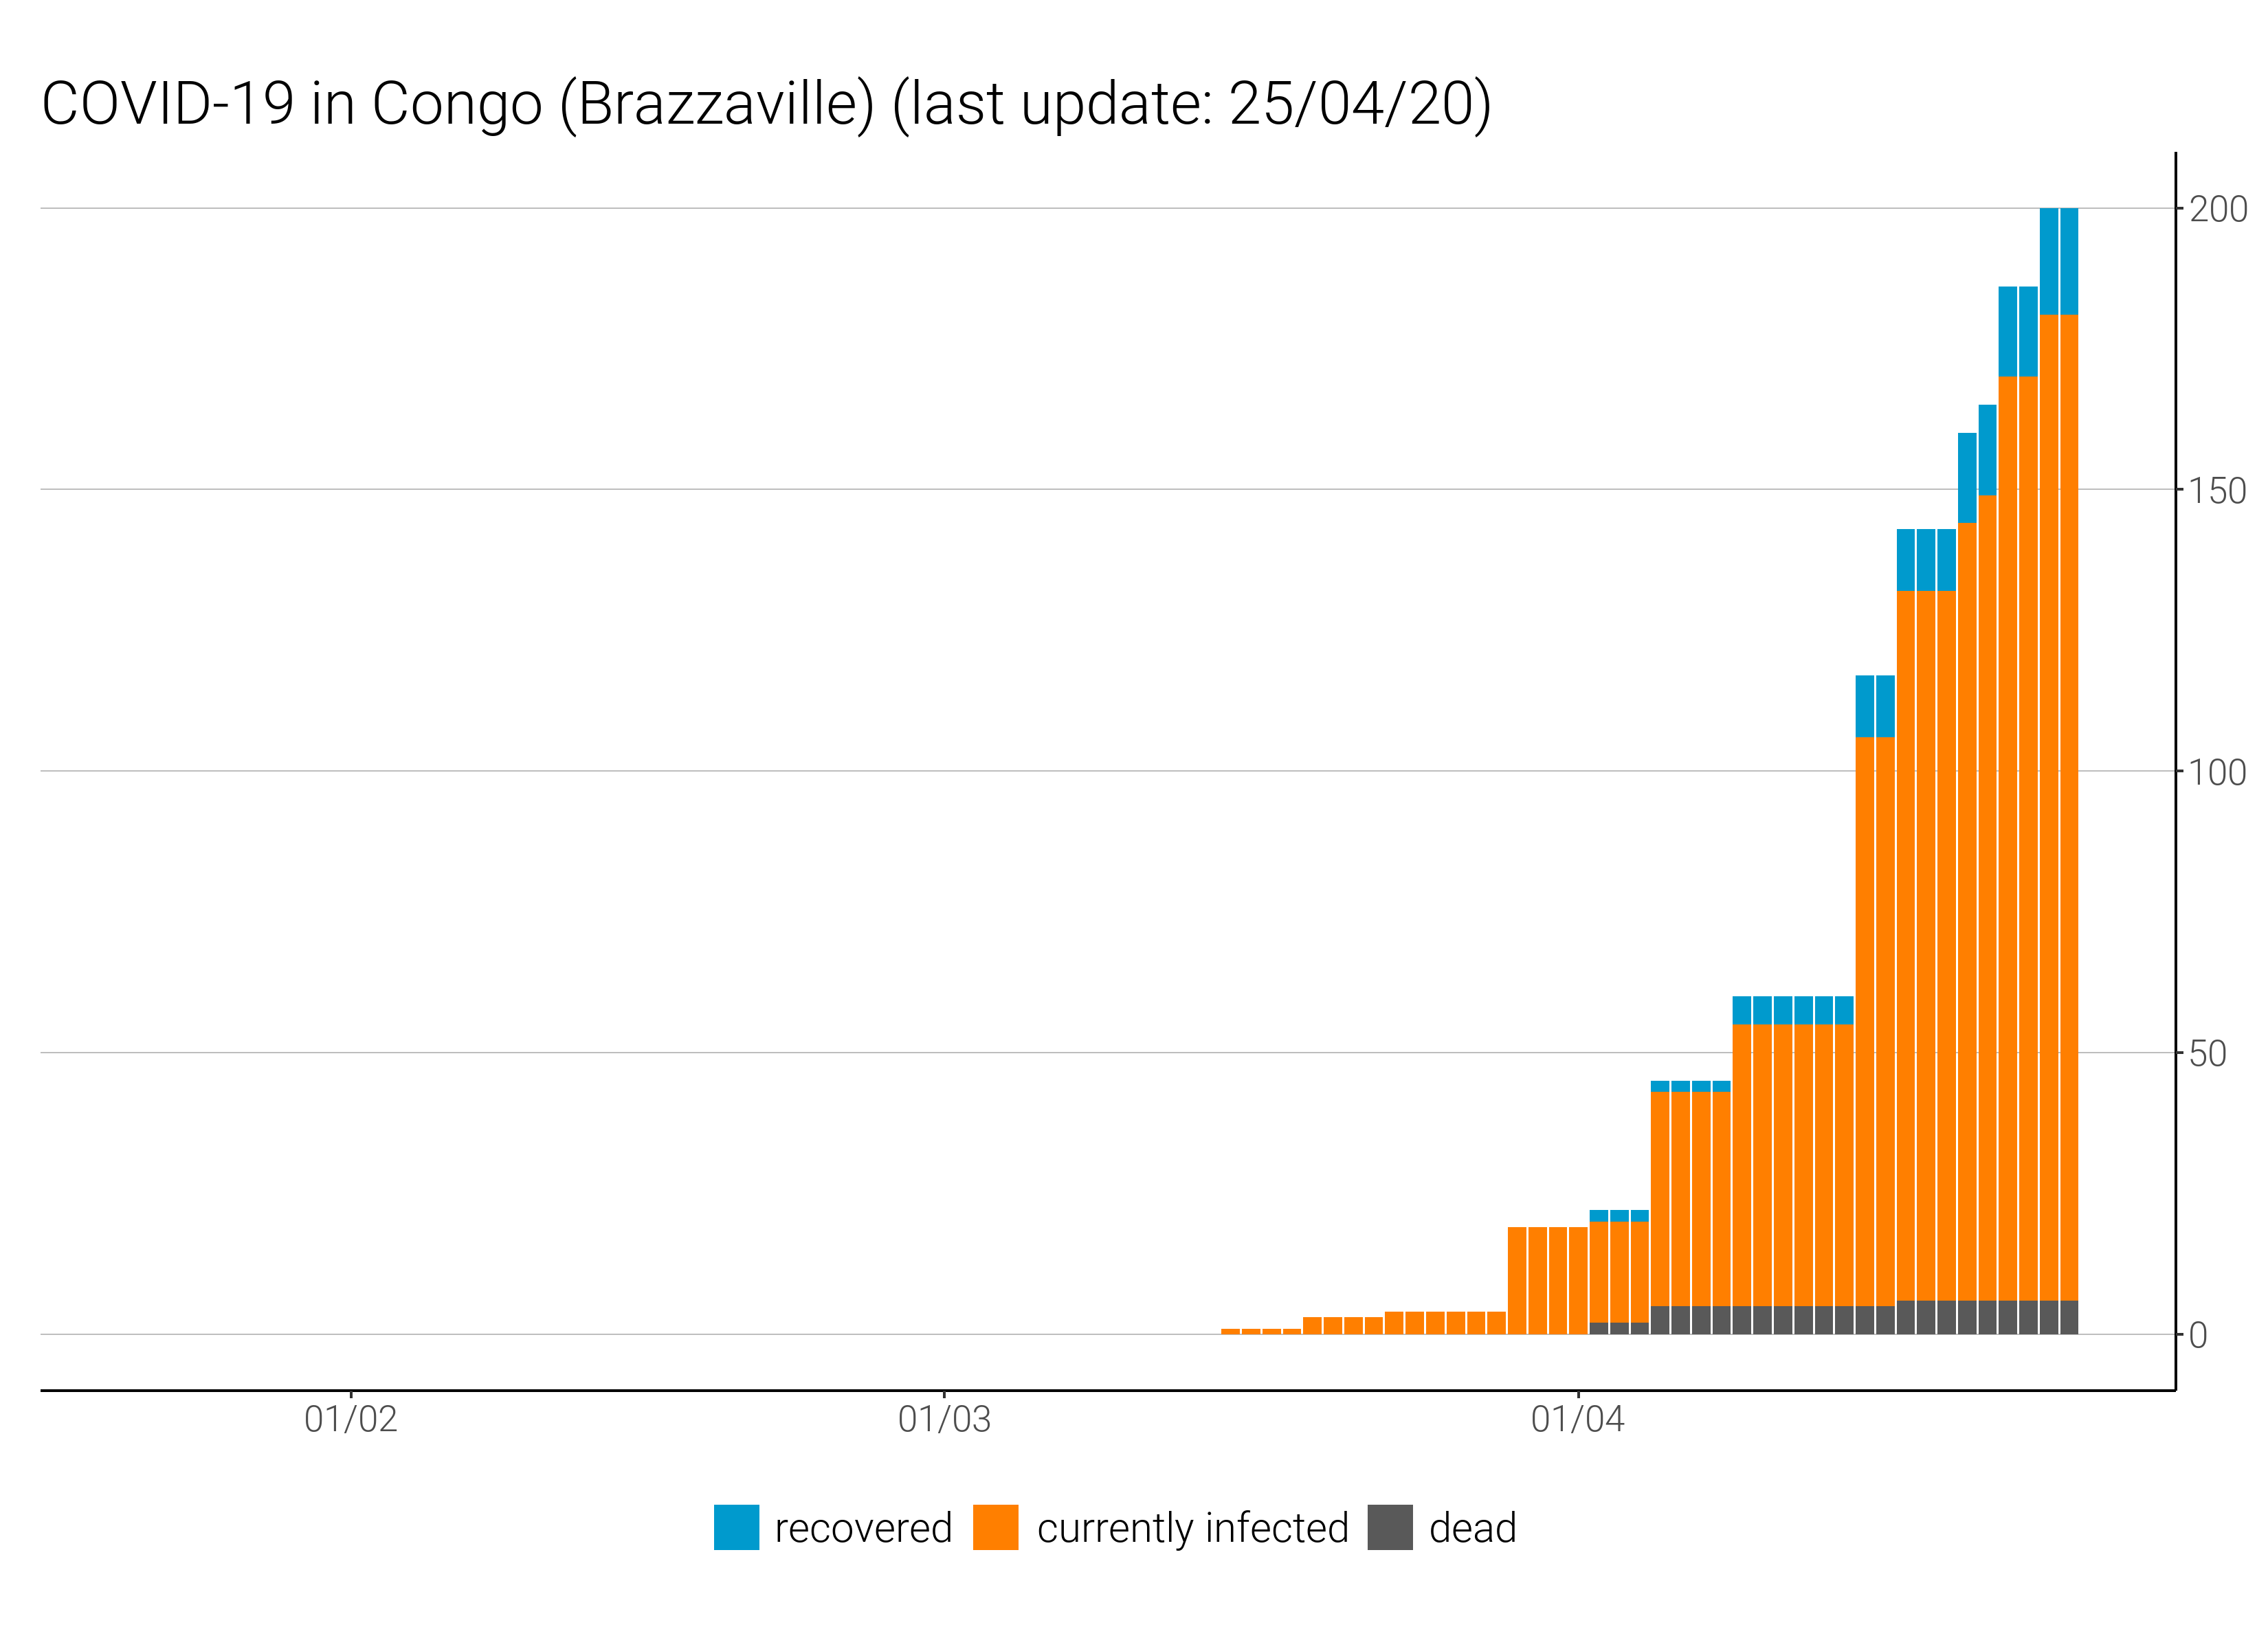 COVID-19 in Congo (Brazzaville) (last update: 25/04/20)
200
150
100
50
0
01/02 01/03 01/04
recovered currently infected dead